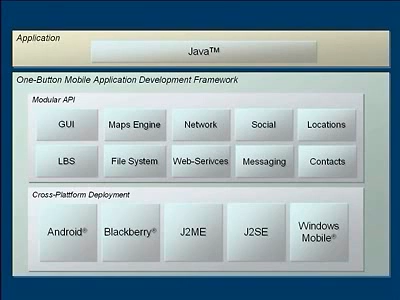 Application
Java™
One-Button Mobile Application Development Framework
Modular API
GUI
Maps Engine
Network
Social
Locations
LBS
File System
Web-Serivces
Messaging
Contacts
Cross-Plattform Deployment
Android®
Blackberry®
J2ME
J2SE
Windows
Mobile®